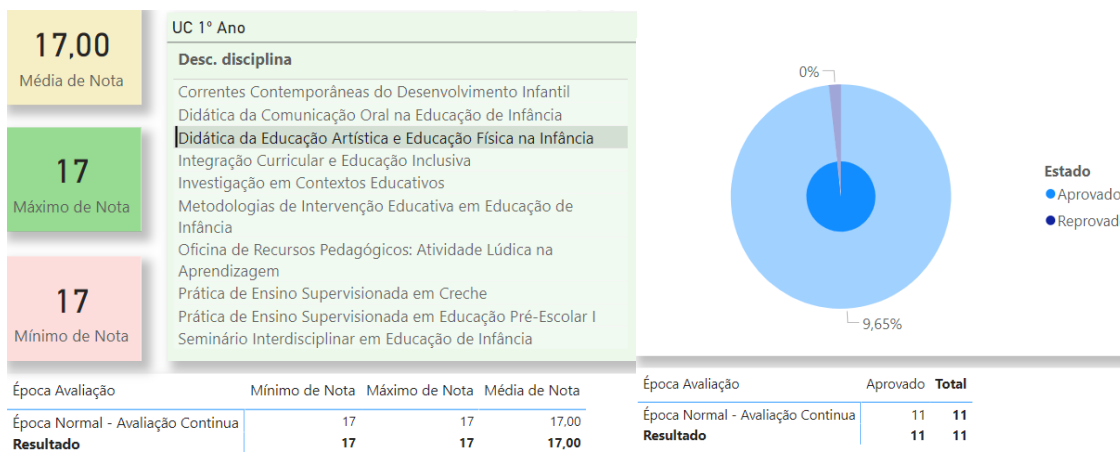 17,00
Média de Nota
17
Máximo de Nota
17
Mínimo de Nota
UC 1º Ano
Desc. disciplina
Correntes Contemporâneas do Desenvolvimento Infantil
Didática da Comunicação Oral na Educação de Infância
Didática da Educação Artística e Educação Física na Infância
Integração Curricular e Educação Inclusiva
Investigação em Contextos Educativos
Metodologias de Intervenção Educativa em Educação de
Infância
Oficina de Recursos Pedagógicos: Atividade Lúdica na
Aprendizagem
Prática de Ensino Supervisionada em Creche
Prática de Ensino Supervisionada em Educação Pré-Escolar I
Seminário Interdisciplinar em Educação de Infância
0%
9,65%
Estado
Aprovado
Reprovad
Época Avaliação Mínimo de Nota Máximo de Nota Média de Nota
Época Normal - Avaliação Continua 17 17 17,00
Resultado 17 17 17,00
Época Avaliação Aprovado Total
Época Normal - Avaliação Continua 11 11
Resultado 11 11